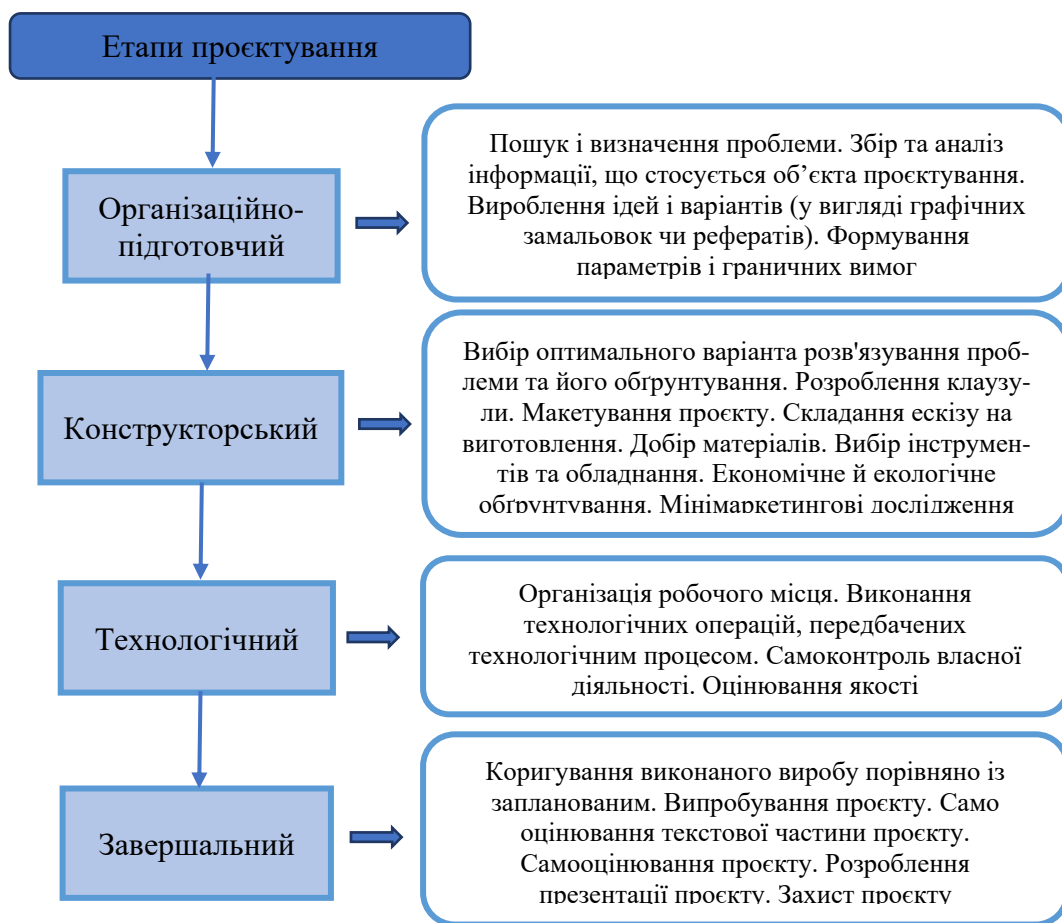 Етапи проєктування
Організаційно-
підготовчий
Пошук і визначення проблеми. Збір та аналіз
інформації, що стосується об’єкта проєктування.
Вироблення ідей і варіантів (у вигляді графічних
замальовок чи рефератів). Формування
параметрів і граничних вимог
Конструкторський
Вибір оптимального варіанта розв'язування проб-
леми та його обґрунтування. Розроблення клаузу-
ли. Макетування проєкту. Складання ескізу на
виготовлення. Добір матеріалів. Вибір інструмен-
тів та обладнання. Економічне й екологічне
обґрунтування. Мінімаркетингові дослідження
Технологічний
Організація робочого місця. Виконання
технологічних операцій, передбачених
технологічним процесом. Самоконтроль власної
діяльності. Оцінювання якості
Завершальний
Коригування виконаного виробу порівняно із
запланованим. Випробування проєкту. Само
оцінювання текстової частини проєкту.
Самооцінювання проєкту. Розроблення
презентації проєкту. Захист проєкту